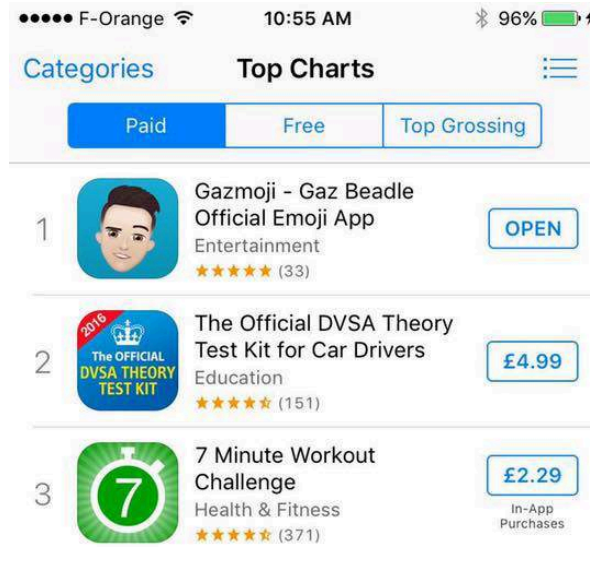 F-Orange 10:55 AM 96%
Categories Top Charts
Paid Free Top Grossing
1 Gazmoji - Gaz Beadle
Official Emoji App
OPEN
Entertainment
(33)
2016
The OFFICIAL
DVSA THEORY
TEST KIT
2 The Official DVSA Theory
Test Kit for Car Drivers
£4.99
Education
(151)
7
3 7 Minute Workout
Challenge
£2.29
Health & Fitness
In-App
Purchases
(371)